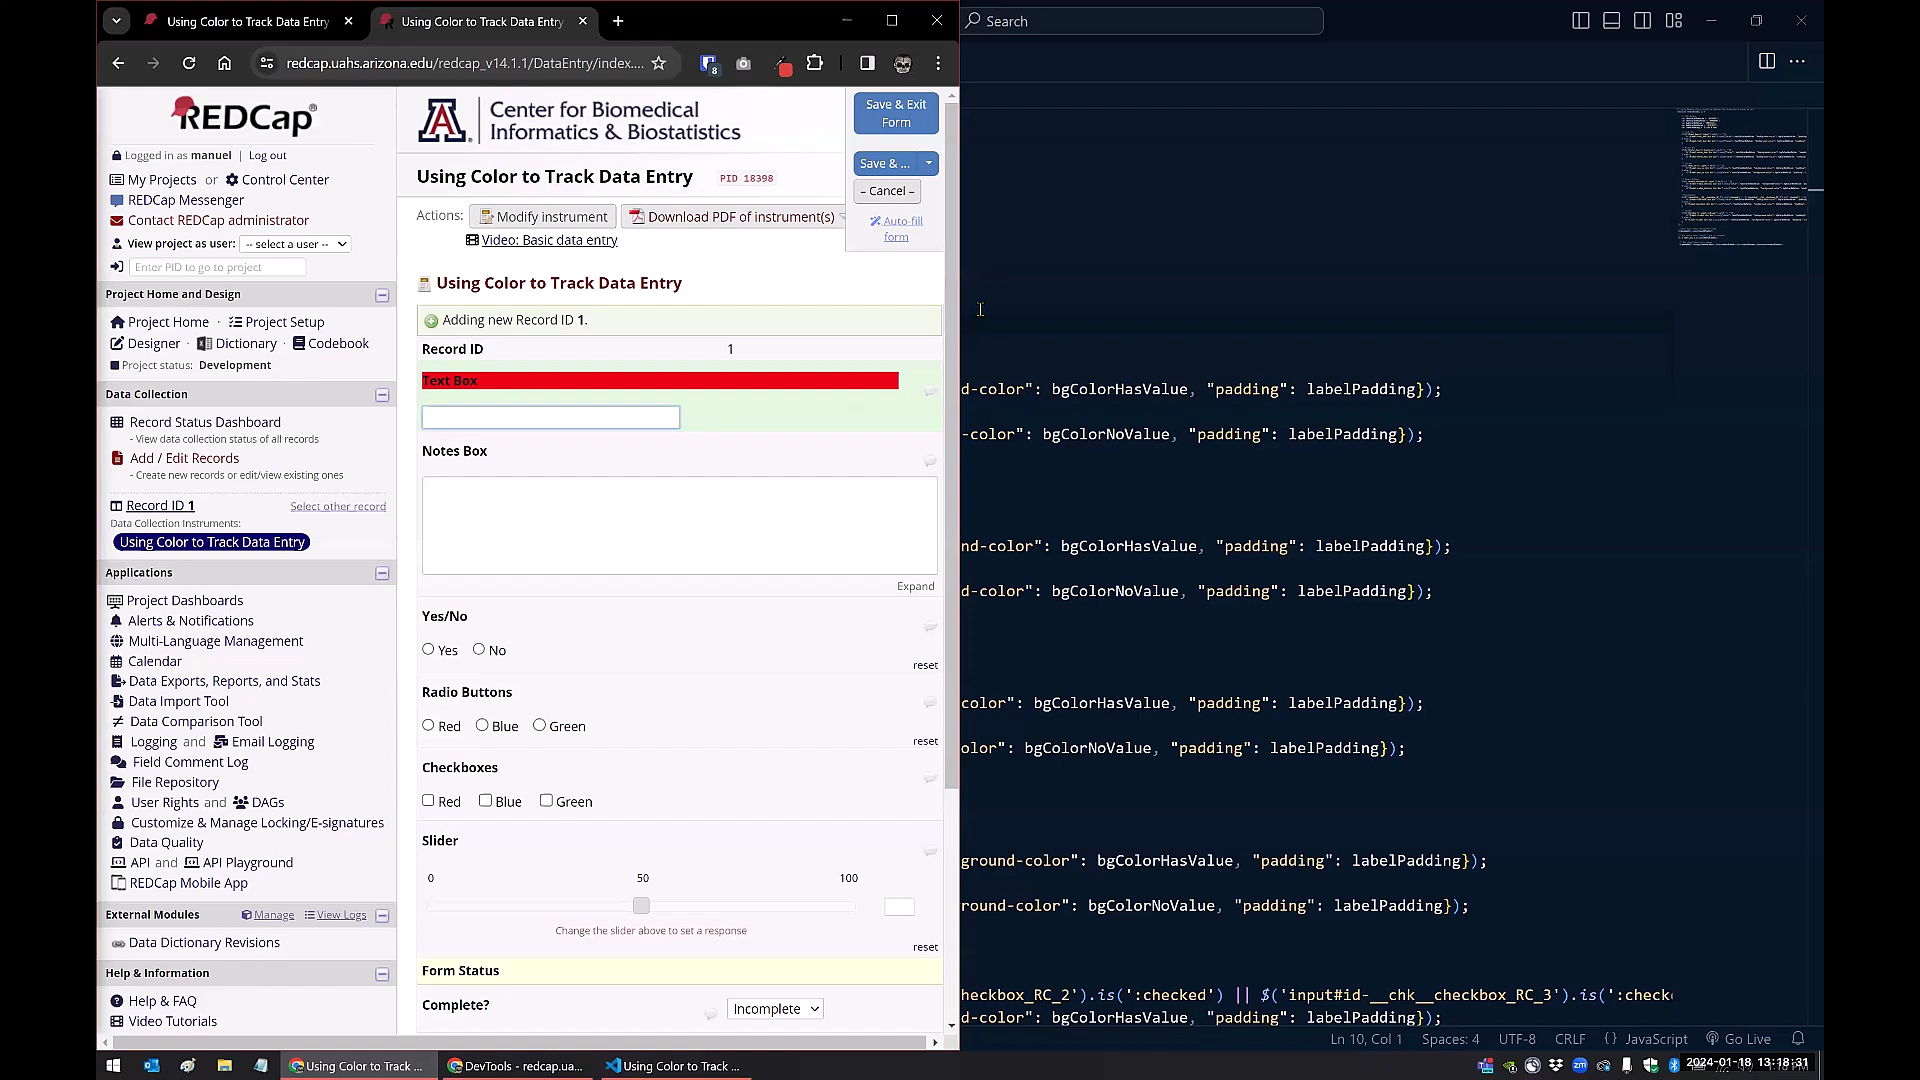 Using Color to Track Data Entry
Using Color to Track Data Entry
Search
redcap.uahs.arizona.edu/redcap_v14.1.1/DataEntry/index....
8
REDCap®
Logged in as manuel | Log out
My Projects or Control Center
REDCap Messenger
Contact REDCap administrator
View project as user: -- select a user --
Enter PID to go to project
Project Home and Design
Project Home · Project Setup
Designer · Dictionary · Codebook
Project status: Development
Data Collection
Record Status Dashboard
- View data collection status of all records
Add / Edit Records
- Create new records or edit/view existing ones
Record ID 1 Select other record
Data Collection Instruments:
Using Color to Track Data Entry
Applications
Project Dashboards
Alerts & Notifications
Multi-Language Management
Calendar
Data Exports, Reports, and Stats
Data Import Tool
Data Comparison Tool
Logging and Email Logging
Field Comment Log
File Repository
User Rights and DAGs
Customize & Manage Locking/E-signatures
Data Quality
API and API Playground
REDCap Mobile App
External Modules Manage View Logs
Data Dictionary Revisions
Help & Information
Help & FAQ
Video Tutorials
A
Center for Biomedical
Informatics & Biostatistics
Save & Exit
Form
Save & ...
-- Cancel --
Auto-fill
form
Using Color to Track Data Entry PID 18398
Actions: Modify instrument Download PDF of instrument(s)
Video: Basic data entry
Using Color to Track Data Entry
Adding new Record ID 1.
Record ID 1
Text Box
Notes Box
Expand
Yes/No
Yes No
reset
Radio Buttons
Red Blue Green
reset
Checkboxes
Red Blue Green
Slider
0 50 100
Change the slider above to set a response
reset
Form Status
Complete? Incomplete
d-color": bgColorHasValue, "padding": labelPadding});
-color": bgColorNoValue, "padding": labelPadding});
nd-color": bgColorHasValue, "padding": labelPadding});
d-color": bgColorNoValue, "padding": labelPadding});
color": bgColorHasValue, "padding": labelPadding});
olor": bgColorNoValue, "padding": labelPadding});
ground-color": bgColorHasValue, "padding": labelPadding});
round-color": bgColorNoValue, "padding": labelPadding});
heckbox_RC_2').is(':checked') || $('input#id-__chk__checkbox_RC_3').is(':check
d-color": bgColorHasValue, "padding": labelPadding});
Ln 10, Col 1 Spaces: 4 UTF-8 CRLF {} JavaScript Go Live
Using Color to Track ... DevTools - redcap.ua... Using Color to Track ...
2024-01-18 13:18:31